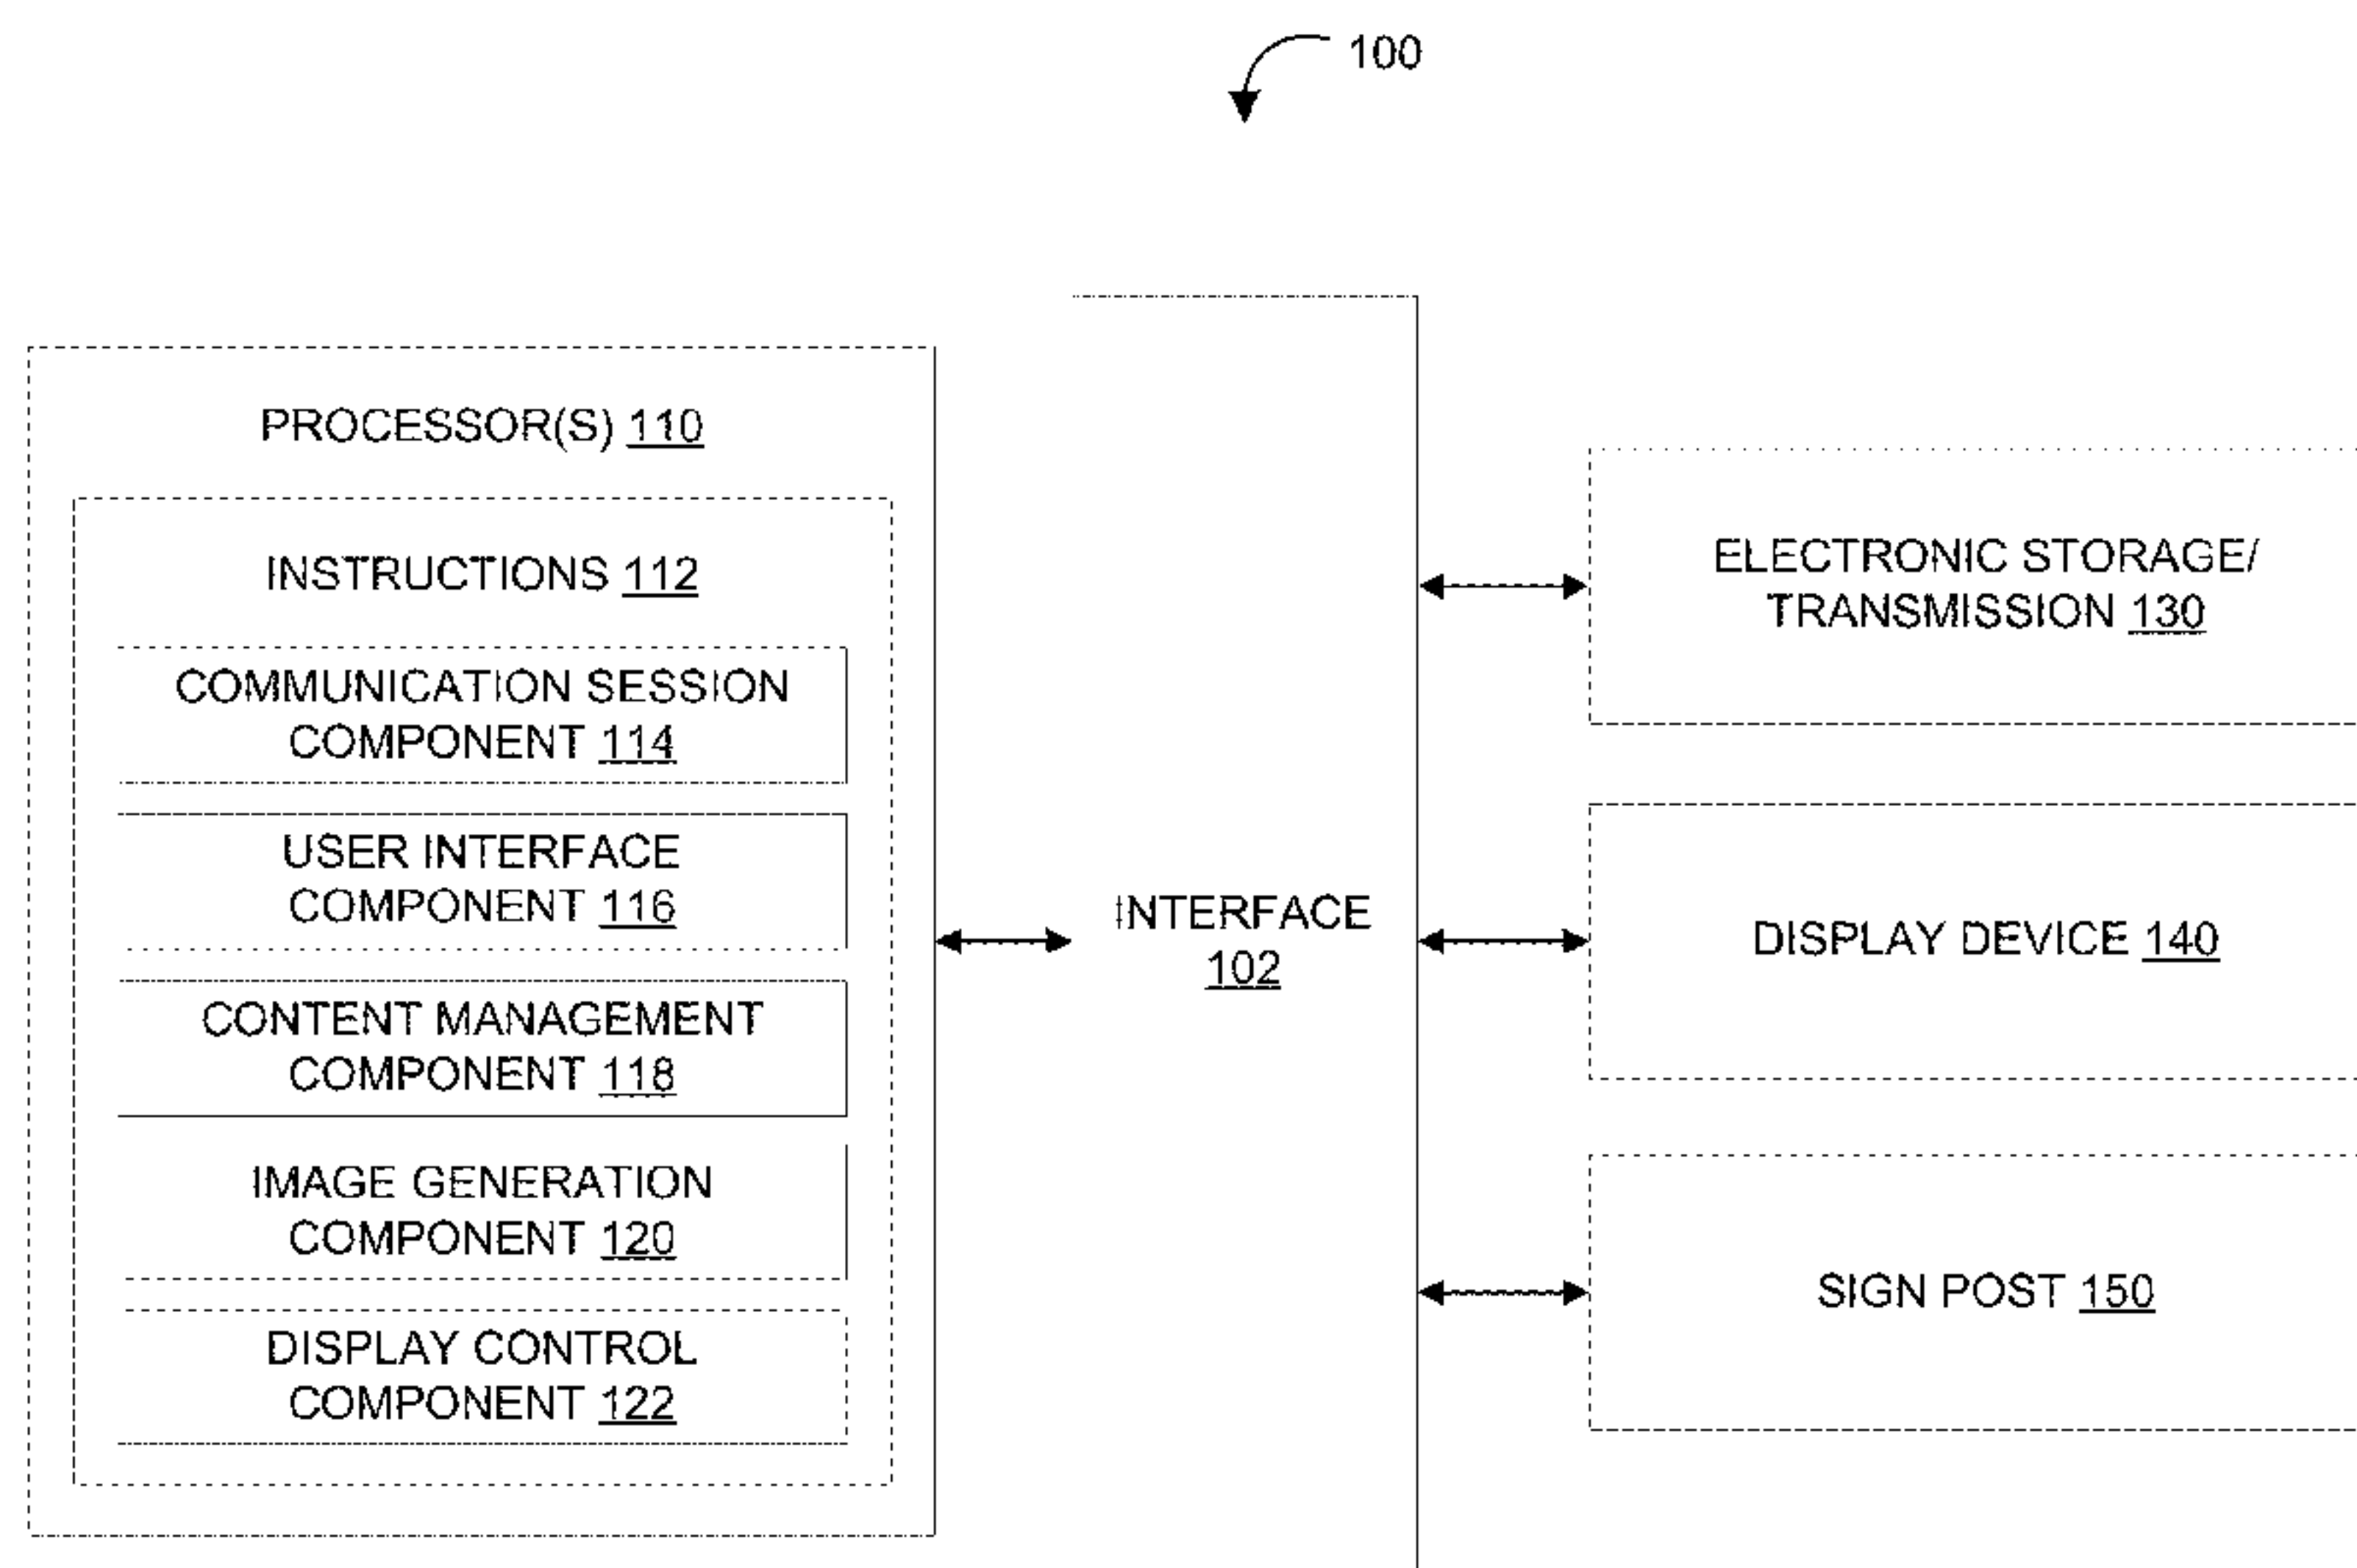 100
PROCESSOR(S) 110
INSTRUCTIONS 112
COMMUNICATION SESSION
COMPONENT 114
USER INTERFACE
COMPONENT 116
CONTENT MANAGEMENT
COMPONENT 118
IMAGE GENERATION
COMPONENT 120
DISPLAY CONTROL
COMPONENT 122
INTERFACE
102
ELECTRONIC STORAGE/
TRANSMISSION 130
DISPLAY DEVICE 140
SIGN POST 150